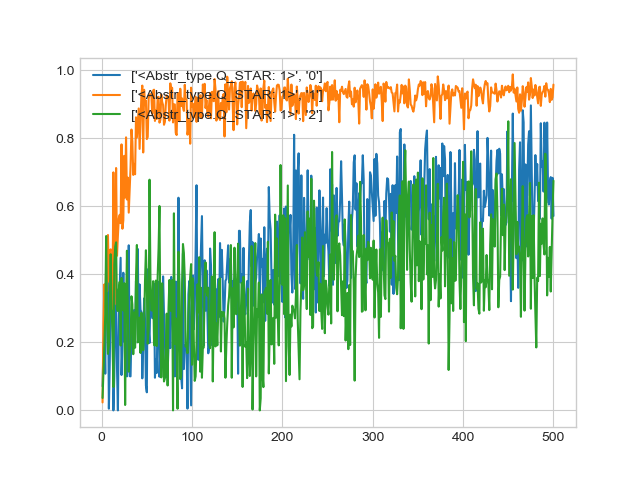 1.0
['<Abstr_type.Q_STAR: 1>', '0']
['<Abstr_type.Q_STAR: 1>', '1']
['<Abstr_type.Q_STAR: 1>', '2']
0.8
0.6
0.4
0.2
0.0
0 100 200 300 400 500